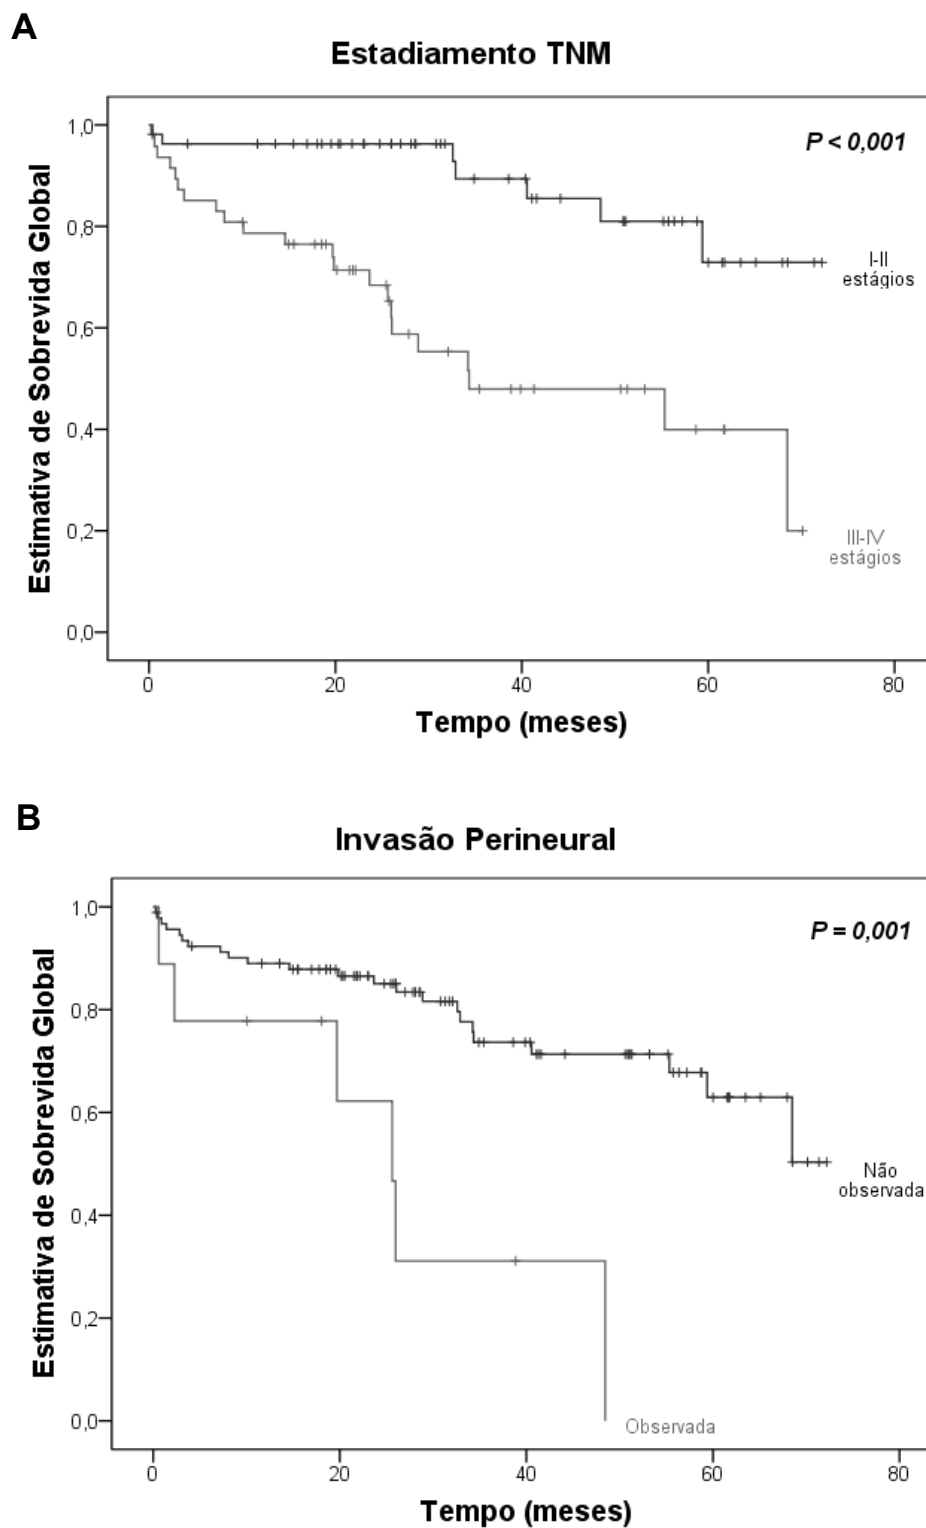 A
Estadiamento TNM
Estimativa de Sobrevida Global
1,0
0,8
0,6
0,4
0,2
0,0
P < 0,001
I-II
estágios
III-IV
estágios
0 20 40 60 80
Tempo (meses)
B
Invasão Perineural
Estimativa de Sobrevida Global
1,0
0,8
0,6
0,4
0,2
0,0
P = 0,001
Não
observada
Observada
0 20 40 60 80
Tempo (meses)